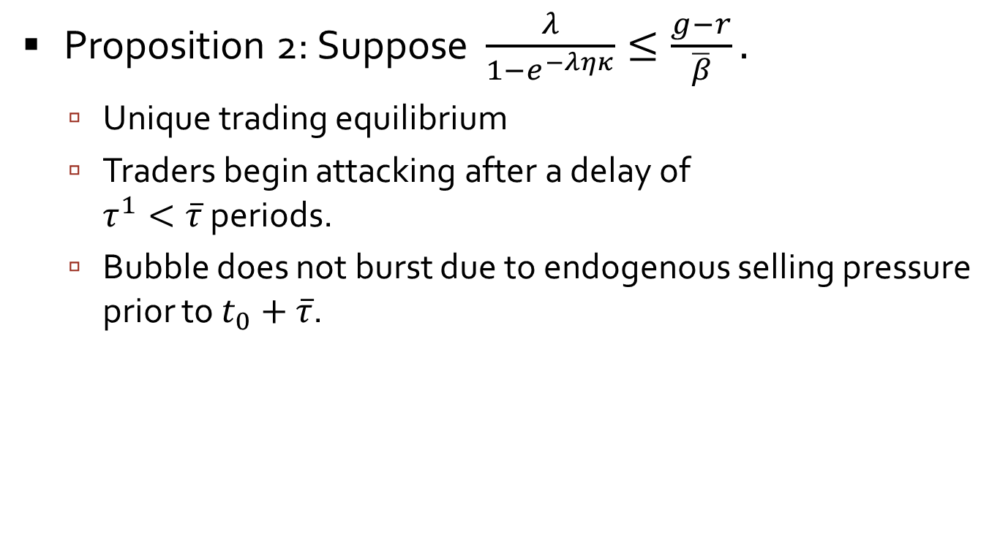 ▪ Proposition 2: Suppose $\frac{\lambda}{1-e^{-\lambda\eta\kappa}} \leq \frac{g-r}{\overline{\beta}}$.
▫ Unique trading equilibrium
▫ Traders begin attacking after a delay of
$\tau^1 < \bar{\tau}$ periods.
▫ Bubble does not burst due to endogenous selling pressure
prior to $t_0 + \bar{\tau}$.